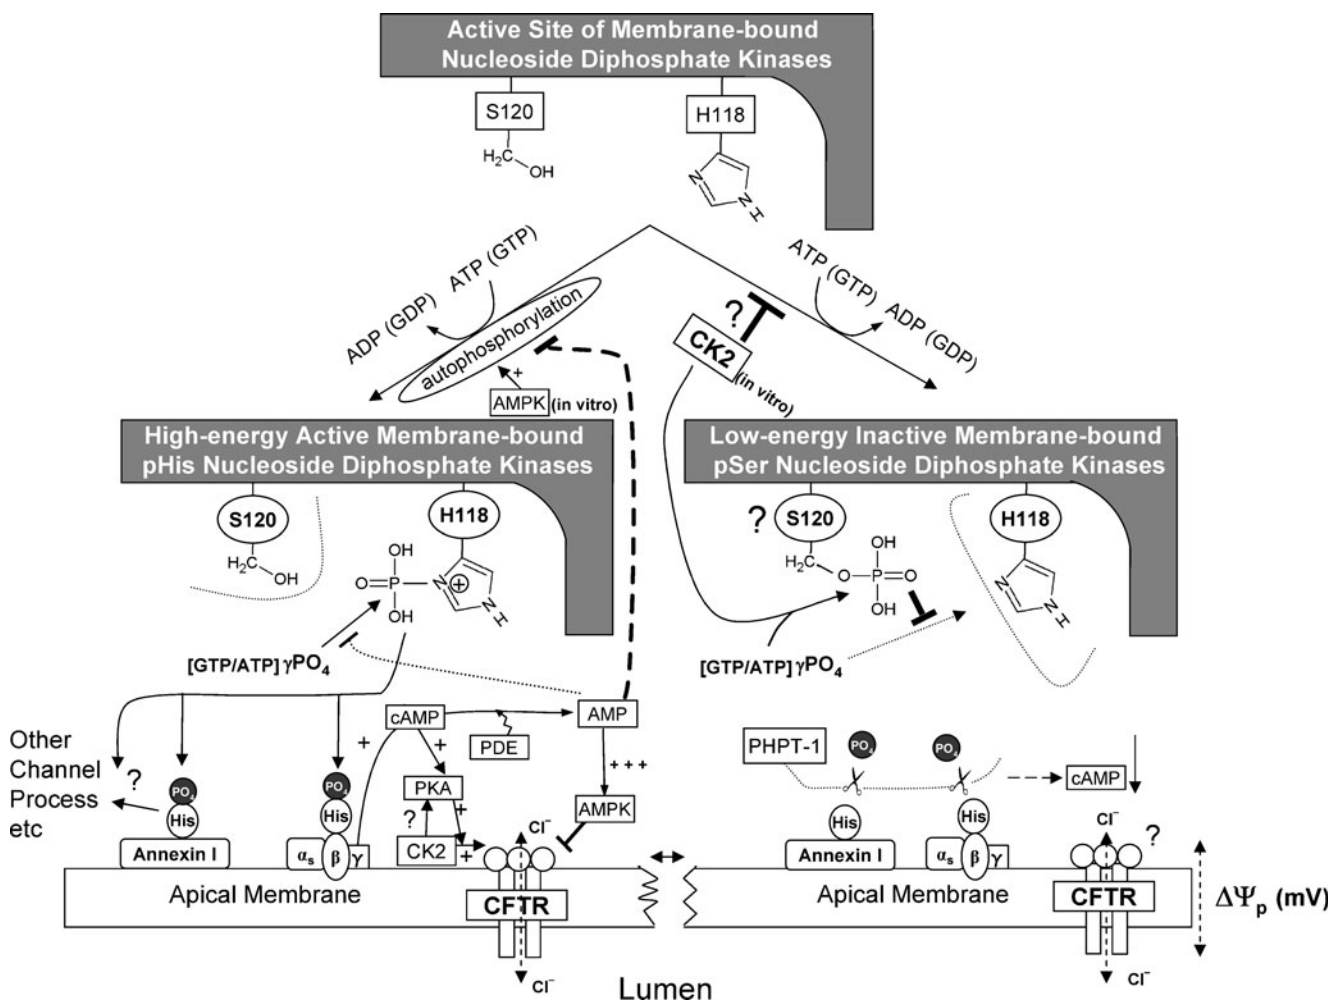 Active Site of Membrane-bound
Nucleoside Diphosphate Kinases
S120
H118
H₂C
OH
N
N
H
ATP (GTP)
ADP (GDP)
autophosphorylation
+
AMPK (in vitro)
ATP (GTP)
ADP (GDP)
?
CK2
(in vitro)
High-energy Active Membrane-bound
pHis Nucleoside Diphosphate Kinases
S120
H118
H₂C
OH
OH
O=P
OH
N
+
N
H
[GTP/ATP] γPO₄
Low-energy Inactive Membrane-bound
pSer Nucleoside Diphosphate Kinases
?
S120
H118
H₂C
O
OH
P=O
OH
N
N
H
[GTP/ATP] γPO₄
Other
Channel
Process
etc
?
PO₄
His
Annexin I
PO₄
His
αs
β
γ
+
cAMP
+
PDE
AMP
+++
PKA
+
?
CK2
+
AMPK
Cl⁻
CFTR
Cl⁻
Apical Membrane
PHPT-1
PO₄
PO₄
cAMP
His
Annexin I
His
αs
β
γ
Cl⁻
?
Apical Membrane
CFTR
Cl⁻
ΔΨp (mV)
Lumen